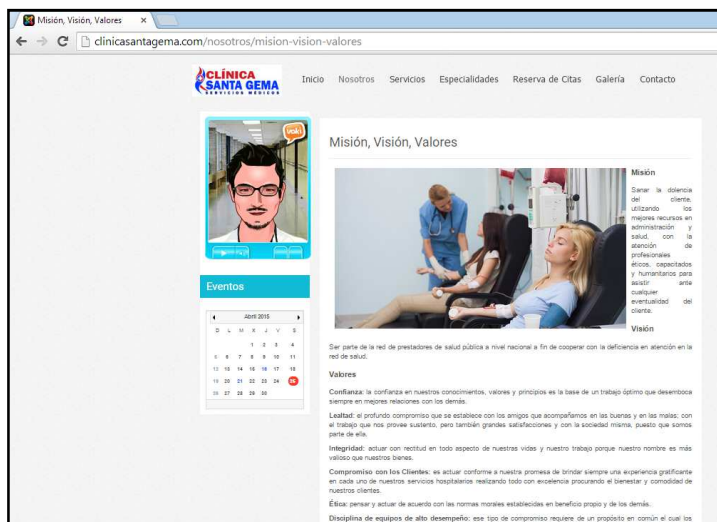 Misión, Visión, Valores
clinicasantagema.com/nosotros/mision-vision-valores
CLÍNICA
SANTA GEMA
SERVICIOS MÉDICOS
Inicio Nosotros Servicios Especialidades Reserva de Citas Galería Contacto
voki
Misión, Visión, Valores
Misión
Sanar la dolencia
del cliente,
utilizando los
mejores recursos en
administración y
salud, con la
atención de
profesionales
éticos, capacitados
y humanitarios para
asistir ante
cualquier
eventualidad del
cliente.
Visión
Ser parte de la red de prestadores de salud pública a nivel nacional a fin de cooperar con la deficiencia en atención en la
red de salud.
Valores
Confianza: la confianza en nuestros conocimientos, valores y principios es la base de un trabajo óptimo que desemboca
siempre en mejores relaciones con los demás.
Lealtad: el profundo compromiso que se establece con los amigos que acompañamos en las buenas y en las malas; con
el trabajo que nos provee sustento, pero también grandes satisfacciones y con la sociedad misma, puesto que somos
parte de ella.
Integridad: actuar con rectitud en todo aspecto de nuestras vidas y nuestro trabajo porque nuestro nombre es más
valioso que nuestros bienes.
Compromiso con los Clientes: es actuar conforme a nuestra promesa de brindar siempre una experiencia gratificante
en cada uno de nuestros servicios hospitalarios realizando todo con excelencia procurando el bienestar y comodidad de
nuestros clientes.
Ética: pensar y actuar de acuerdo con las normas morales establecidas en beneficio propio y de los demás.
Disciplina de equipos de alto desempeño: ese tipo de compromiso requiere de un propósito en común el cual los
Eventos
Abril 2015
D L M X J V S
1 2 3 4
5 6 7 8 9 10 11
12 13 14 15 16 17 18
19 20 21 22 23 24 25
26 27 28 29 30